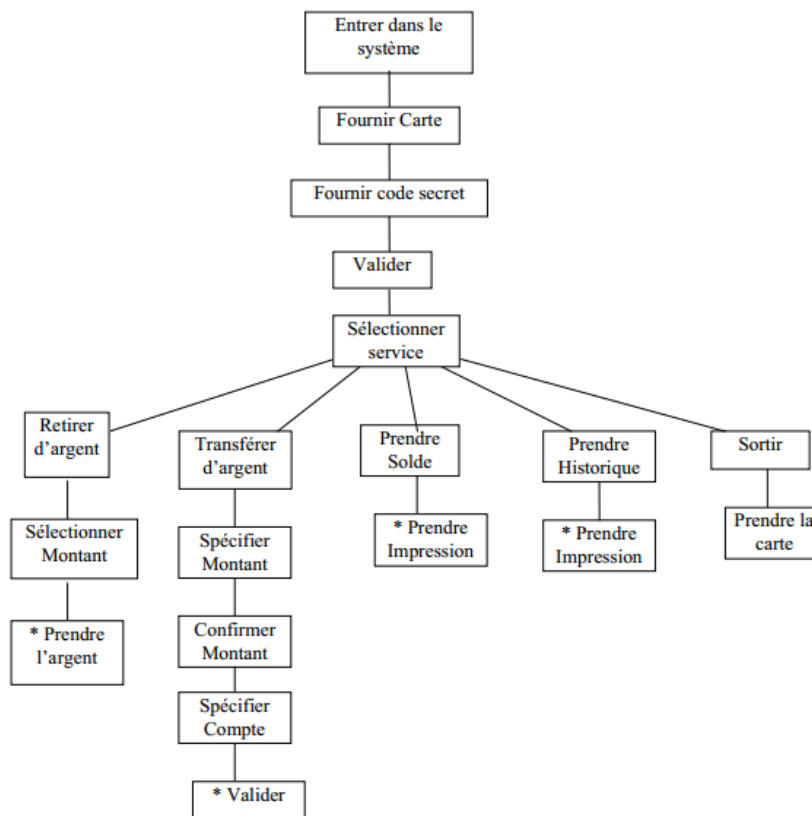 Entrer dans le
système
Fournir Carte
Fournir code secret
Valider
Sélectionner
service
Retirer
d'argent
Transférer
d'argent
Prendre
Solde
Prendre
Historique
Sortir
Sélectionner
Montant
Spécifier
Montant
* Prendre
Impression
* Prendre
Impression
Prendre la
carte
* Prendre
l'argent
Confirmer
Montant
Spécifier
Compte
* Valider